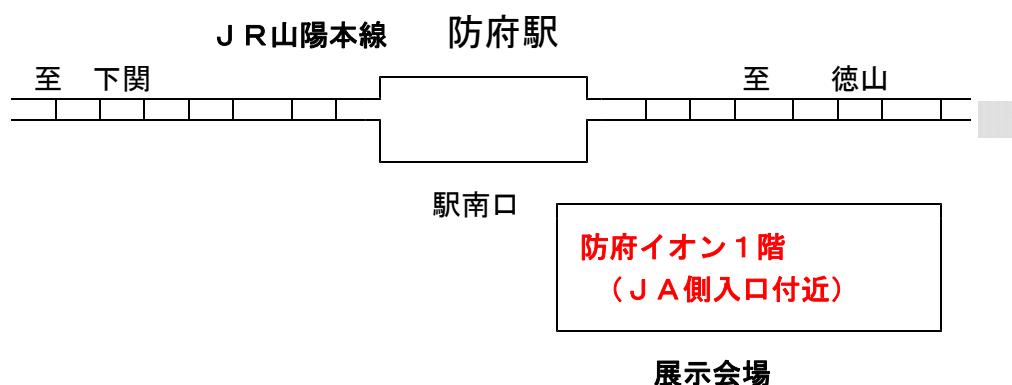 ＪＲ山陽本線　防府駅
至　下関　至　徳山
駅南口
防府イオン１階
（ＪＡ側入口付近）
展示会場